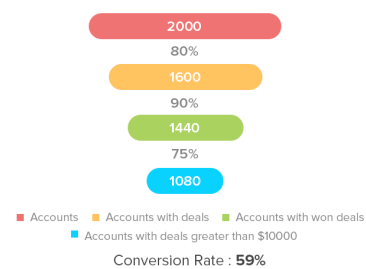 2000
80%
1600
90%
1440
75%
1080
Accounts Accounts with deals Accounts with won deals
Accounts with deals greater than $10000
Conversion Rate : 59%